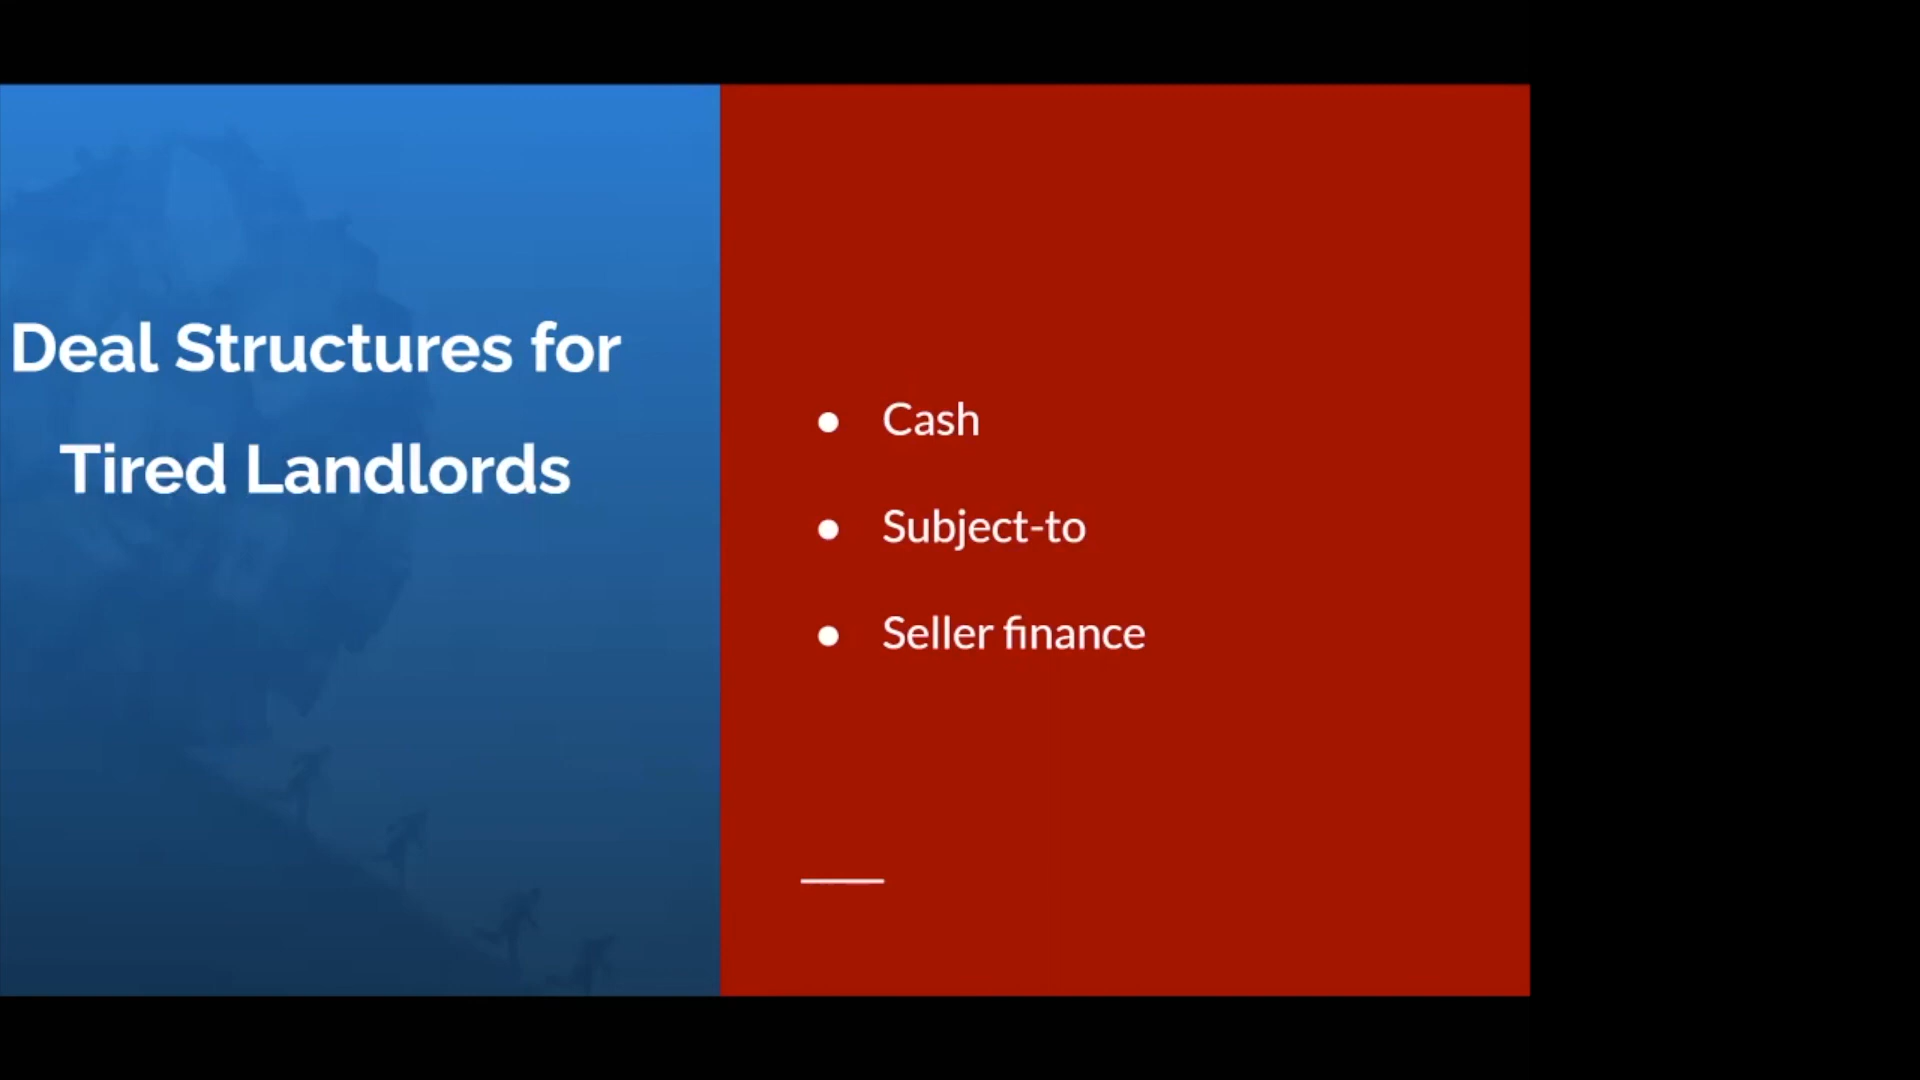 Deal Structures for
Tired Landlords
● Cash
● Subject-to
● Seller finance